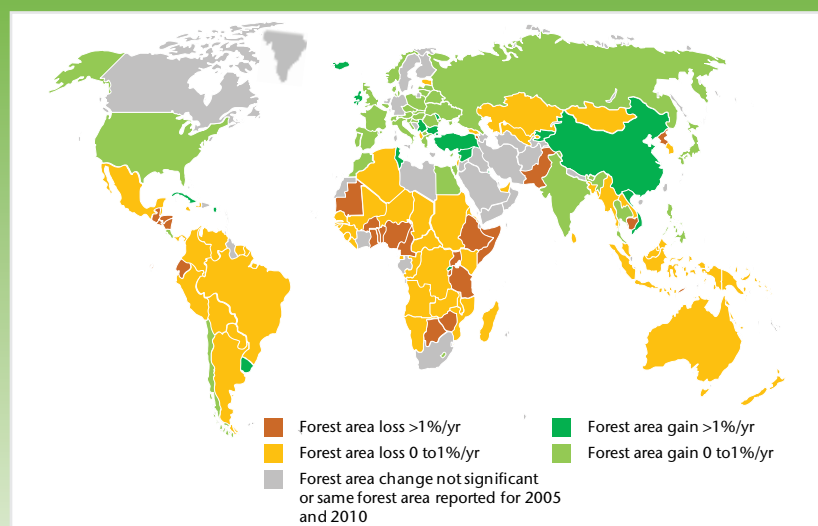 Forest area loss >1%/yr
Forest area loss 0 to1%/yr
Forest area change not significant
or same forest area reported for 2005
and 2010
Forest area gain >1%/yr
Forest area gain 0 to1%/yr